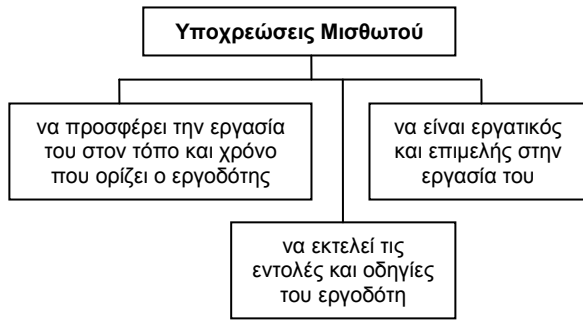 Υποχρεώσεις Μισθωτού
να προσφέρει την εργασία
του στον τόπο και χρόνο
που ορίζει ο εργοδότης
να είναι εργατικός
και επιμελής στην
εργασία του
να εκτελεί τις
εντολές και οδηγίες
του εργοδότη